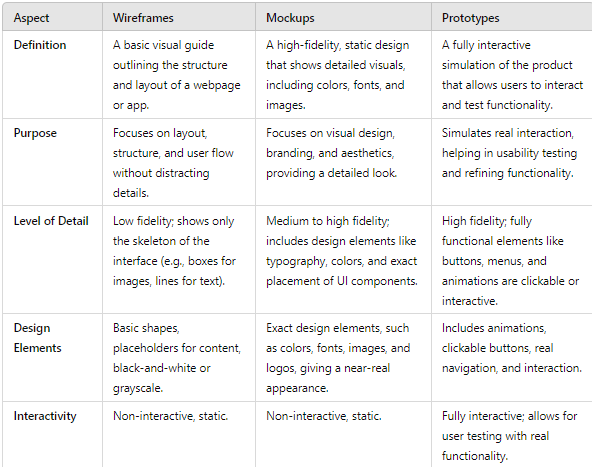 Aspect Wireframes Mockups Prototypes
Definition
A basic visual guide
outlining the structure
and layout of a webpage
or app.
A high-fidelity, static design
that shows detailed visuals,
including colors, fonts, and
images.
A fully interactive
simulation of the product
that allows users to interact
and test functionality.
Purpose
Focuses on layout,
structure, and user flow
without distracting
details.
Focuses on visual design,
branding, and aesthetics,
providing a detailed look.
Simulates real interaction,
helping in usability testing
and refining functionality.
Level of Detail
Low fidelity; shows only
the skeleton of the
interface (e.g., boxes for
images, lines for text).
Medium to high fidelity;
includes design elements like
typography, colors, and exact
placement of UI components.
High fidelity; fully
functional elements like
buttons, menus, and
animations are clickable or
interactive.
Design
Elements
Basic shapes,
placeholders for content,
black-and-white or
grayscale.
Exact design elements, such
as colors, fonts, images, and
logos, giving a near-real
appearance.
Includes animations,
clickable buttons, real
navigation, and interaction.
Interactivity
Non-interactive, static.
Non-interactive, static.
Fully interactive; allows for
user testing with real
functionality.